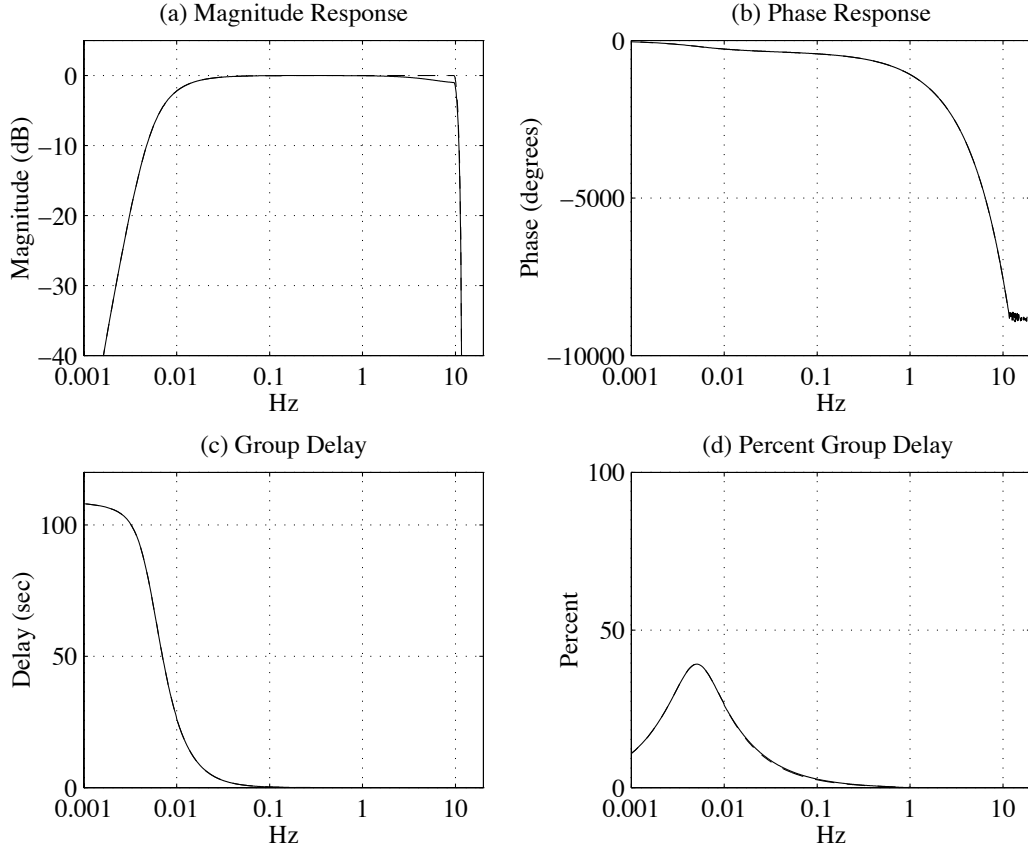 (a) Magnitude Response
Magnitude (dB)
0
−10
−20
−30
−40
0.001 0.01 0.1 1 10
Hz
(b) Phase Response
Phase (degrees)
0
−5000
−10000
0.001 0.01 0.1 1 10
Hz
(c) Group Delay
Delay (sec)
100
50
0
0.001 0.01 0.1 1 10
Hz
(d) Percent Group Delay
Percent
100
50
0
0.001 0.01 0.1 1 10
Hz